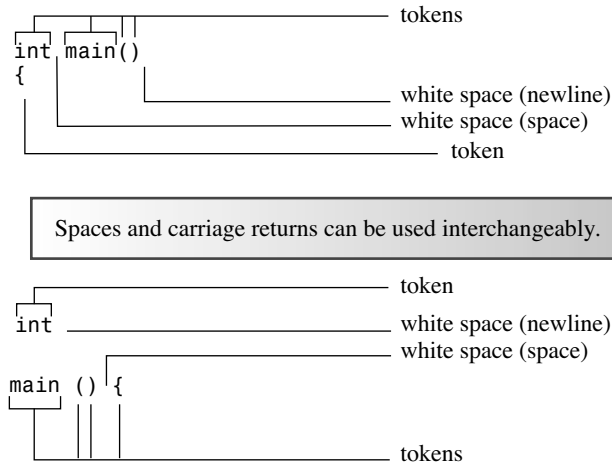 tokens
int main()
{
white space (newline)
white space (space)
token
Spaces and carriage returns can be used interchangeably.
token
int
white space (newline)
white space (space)
main () {
tokens